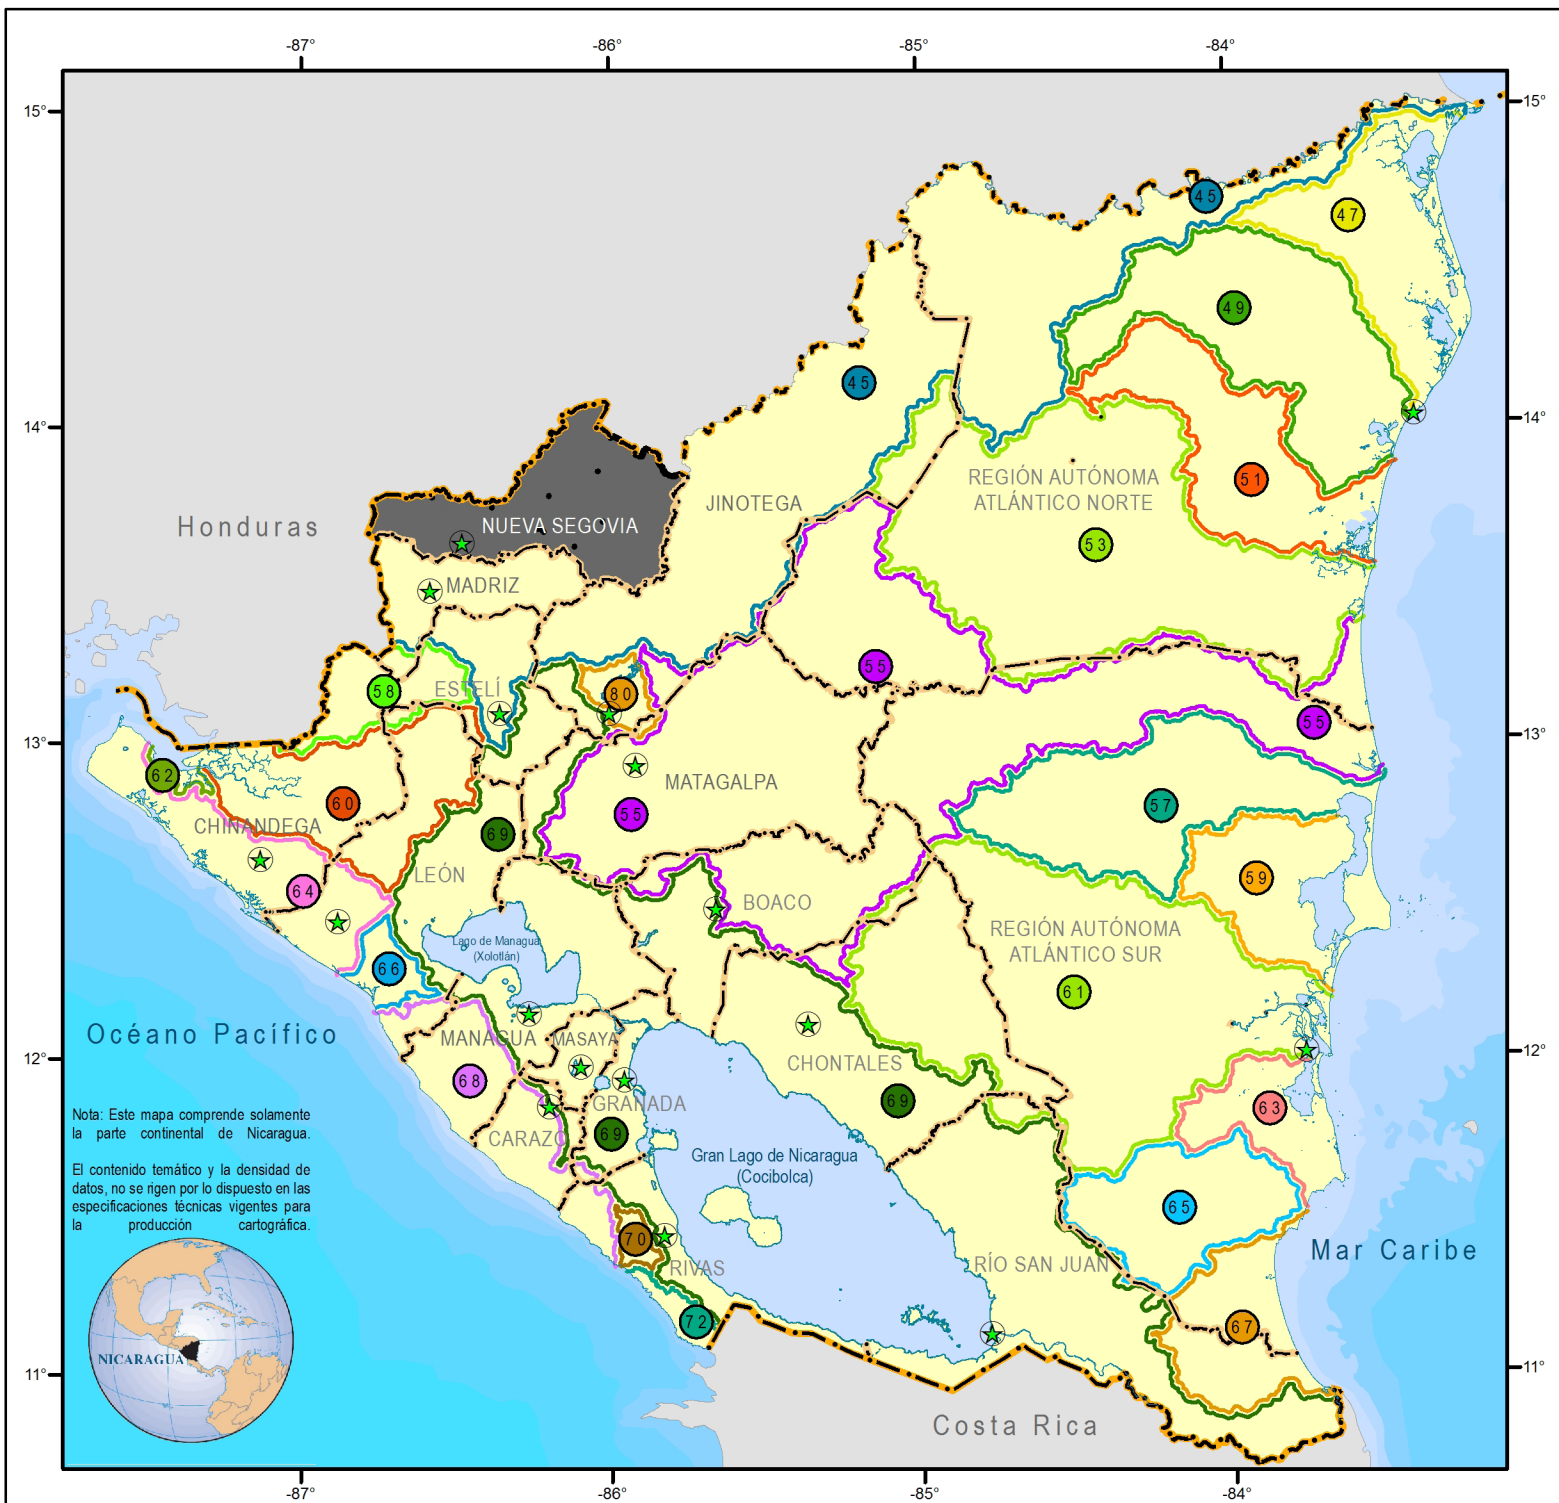 -87°
-86°
-85°
-84°
15°
15°
45
47
49
45
14°
14°
REGIÓN AUTÓNOMA
ATLÁNTICO NORTE
51
JINOTEGA
Honduras
NUEVA SEGOVIA
53
MADRIZ
55
58
ESTELÍ
80
55
13°
13°
62
MATAGALPA
60
57
CHINANDEGA
55
69
LEÓN
64
59
BOACO
REGIÓN AUTÓNOMA
ATLÁNTICO SUR
Lago de Managua
(Xolotlán)
66
61
Océano Pacífico
MANAGUA
MASAYA
12°
12°
CHONTALES
68
69
GRANADA
63
CARAZO
69
Nota: Este mapa comprende solamente
la parte continental de Nicaragua.
El contenido temático y la densidad de
datos, no se rigen por lo dispuesto en las
especificaciones técnicas vigentes para
la producción cartográfica.
Gran Lago de Nicaragua
(Cocibolca)
65
70
Mar Caribe
RIVAS
RÍO SAN JUAN
72
67
NICARAGUA
11°
11°
Costa Rica
-87°
-86°
-85°
-84°